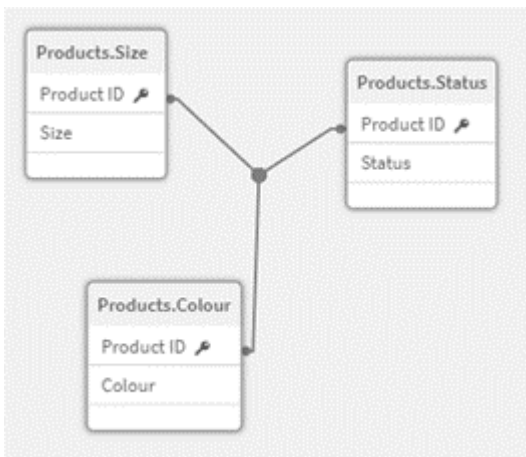 Products.Size
Product ID
Size
Products.Status
Product ID
Status
Products.Colour
Product ID
Colour